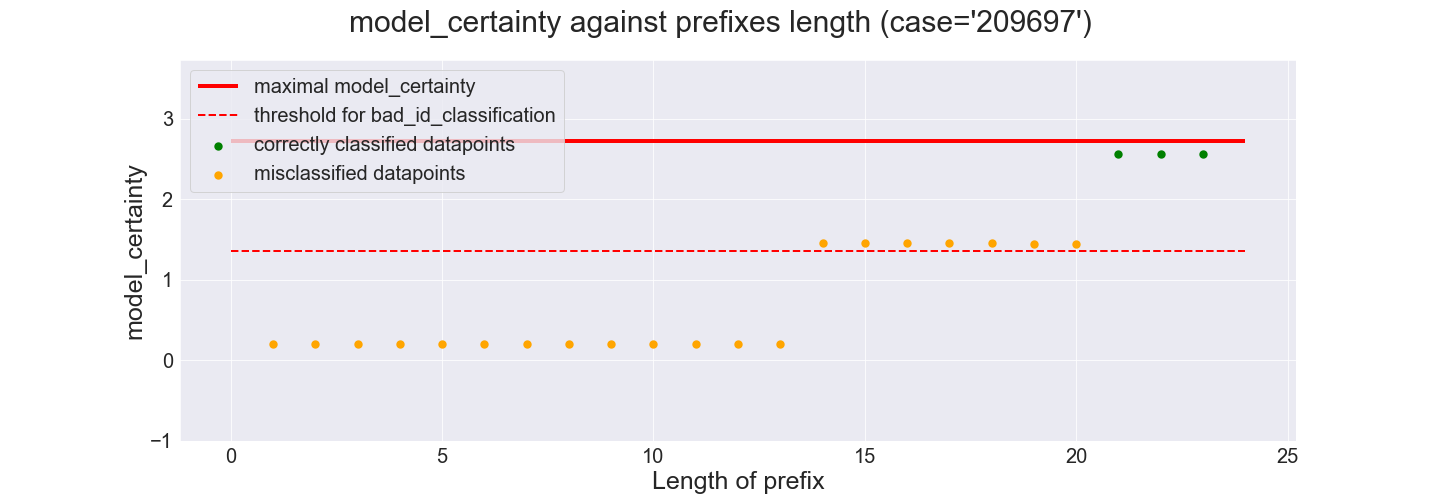 model_certainty against prefixes length (case='209697')
maximal model_certainty
threshold for bad_id_classification
correctly classified datapoints
misclassified datapoints
model_certainty
3
2
1
0
−1
0 5 10 15 20 25
Length of prefix